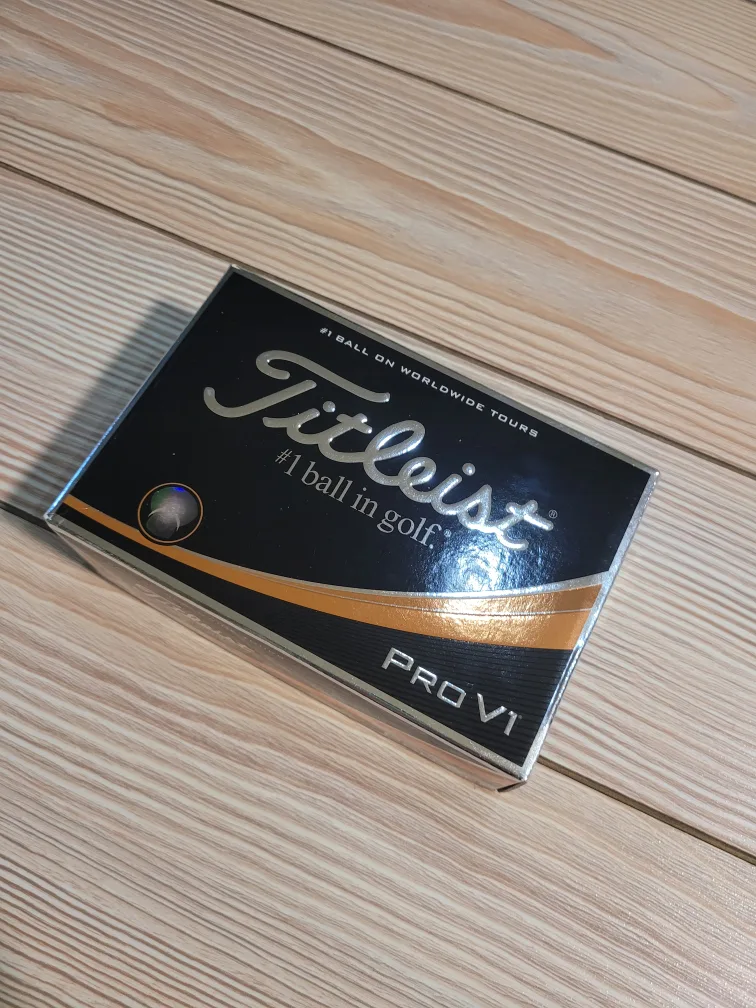 #1 BALL ON WORLDWIDE TOURS
Titleist®
#1 ball in golf.®
PRO V1